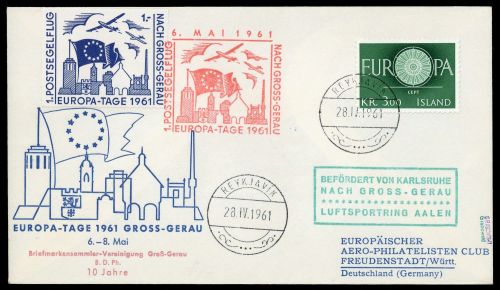 1.-
1. POSTSEGELFLUG
NACH GROSS-GERAU
EUROPA-TAGE 1961
6. MAI 1961
1. POSTSEGELFLUG
NACH GROSS-GERAU
EUROPA-TAGE 1961
EUROPA
CEPT
KR. 5.00 ÍSLAND
REYKJAVIK
28.IV.1961
REYKJAVIK
28.IV.1961
EUROPA-TAGE 1961 GROSS-GERAU
6.-8. Mai
Briefmarkensammler-Vereinigung Groß-Gerau
B. D. Ph.
10 Jahre
BEFÖRDERT VON KARLSRUHE
NACH GROSS-GERAU
LUFTSPORTRING AALEN
EUROPÄISCHER
AERO-PHILATELISTEN CLUB
FREUDENSTADT/Württ.
Deutschland (Germany)